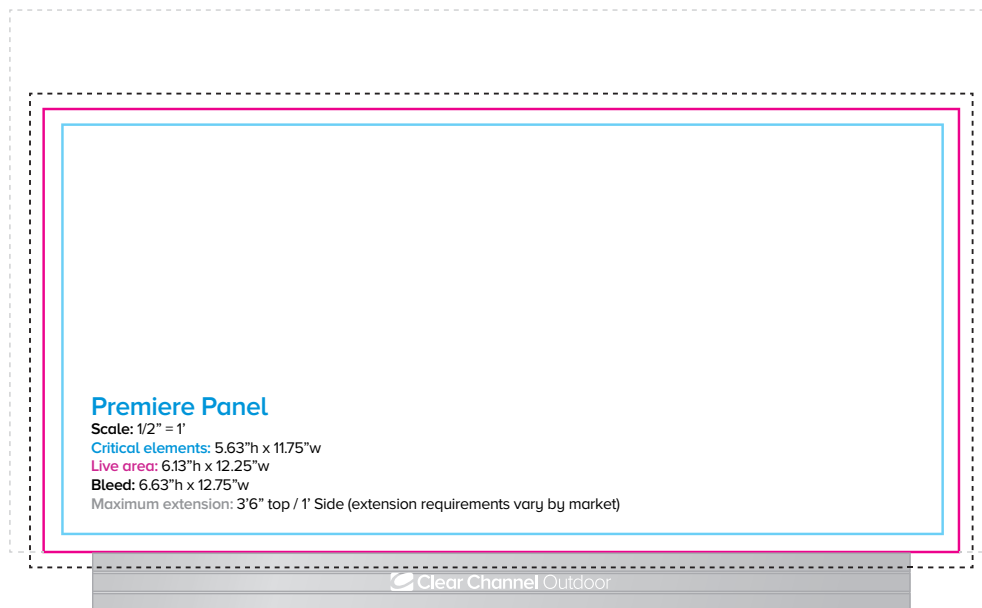 Premiere Panel
Scale: 1/2” = 1’
Critical elements: 5.63”h x 11.75”w
Live area: 6.13”h x 12.25”w
Bleed: 6.63”h x 12.75”w
Maximum extension: 3’6” top / 1’ Side (extension requirements vary by market)
Clear Channel Outdoor